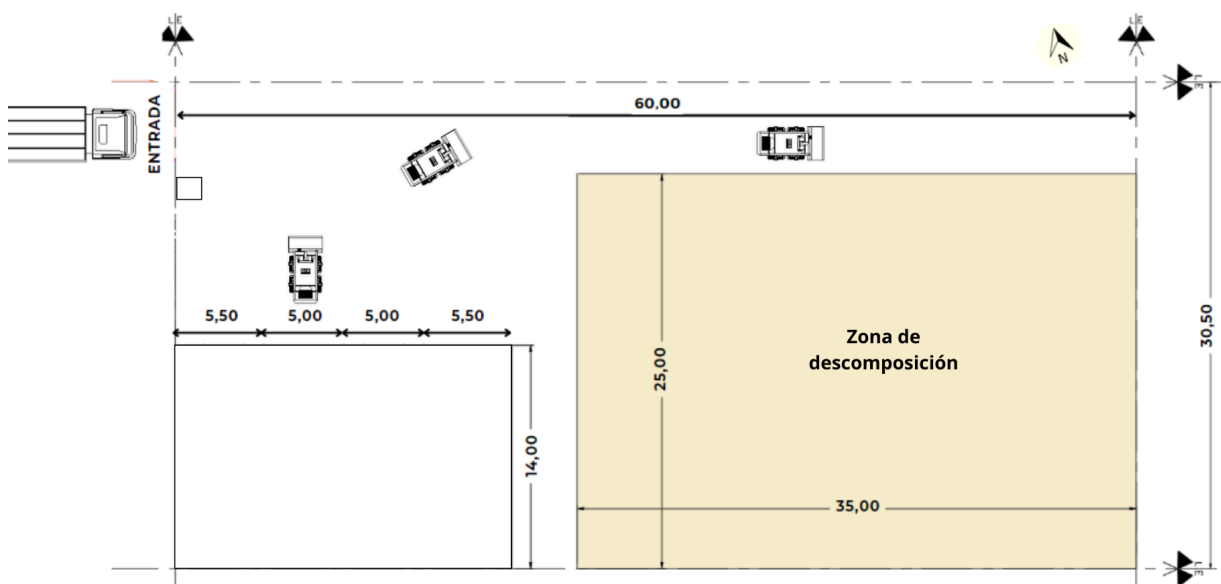 L E
L E
N
L E
60,00
ENTRADA
5,50
5,00
5,00
5,50
Zona de
descomposición
25,00
30,50
14,00
35,00
L E